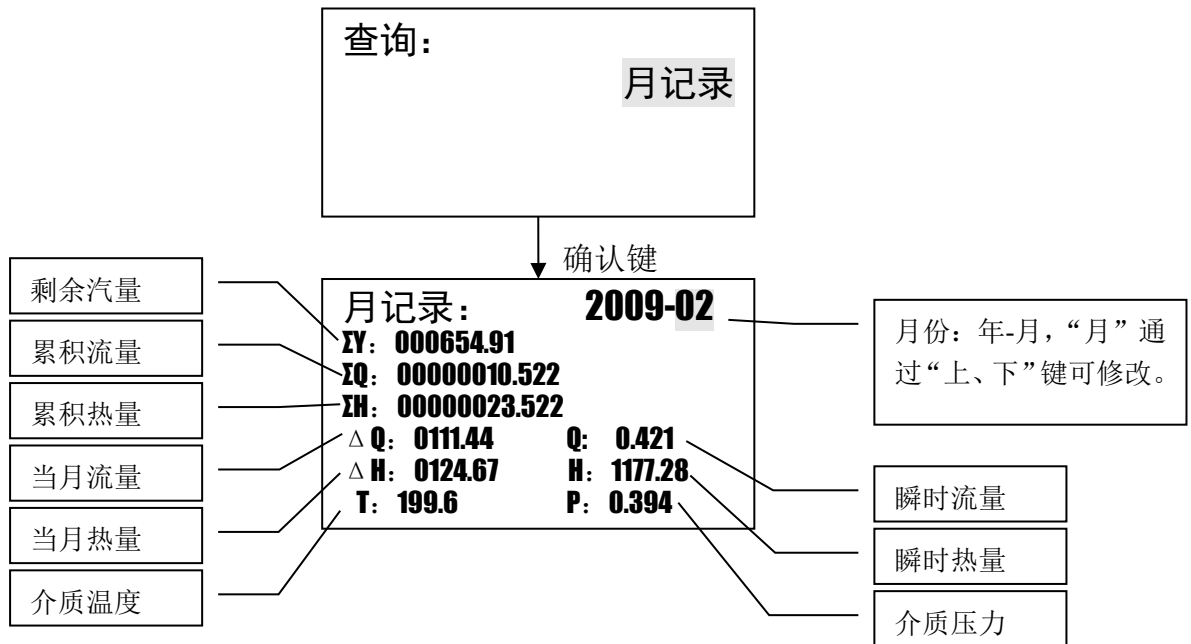 查询：
月记录
确认键
剩余汽量
累积流量
累积热量
当月流量
当月热量
介质温度
月记录： 2009-02
ΣY： 000654.91
ΣQ： 00000010.522
ΣH： 00000023.522
△Q： 0111.44 Q: 0.421
△H： 0124.67 H： 1177.28
T： 199.6 P： 0.394
月份：年-月，“月”通
过“上、下”键可修改。
瞬时流量
瞬时热量
介质压力